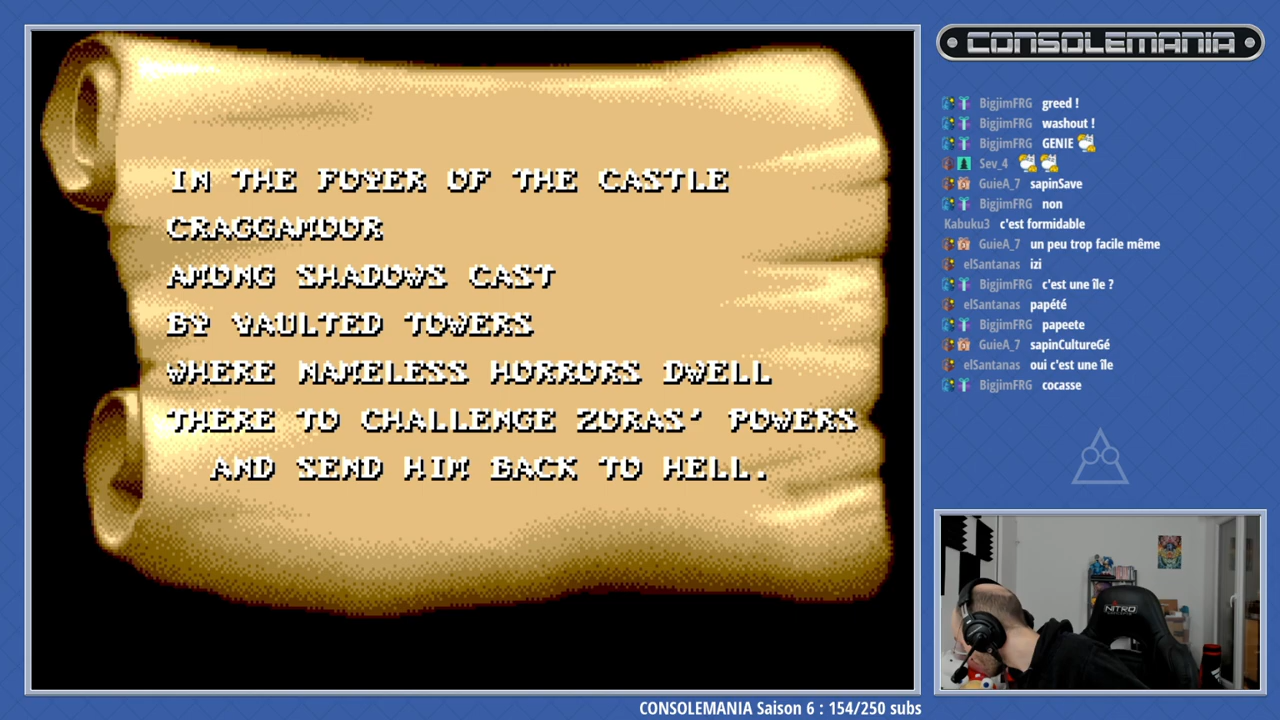 CONSOLEMANIA
IN THE FOYER OF THE CASTLE
CRAGGAMOOR
AMONG SHADOWS CAST
BY VAULTED TOWERS
WHERE NAMELESS HORRORS DWELL
THERE TO CHALLENGE ZORAS' POWERS
AND SEND HIM BACK TO HELL.
BigjimFRG greed !
BigjimFRG washout !
BigjimFRG GENIE
Sev_4
GuieA_7 sapinSave
BigjimFRG non
Kabuku3 c'est formidable
GuieA_7 un peu trop facile même
elSantanas izi
BigjimFRG c'est une île ?
elSantanas papété
BigjimFRG papeete
GuieA_7 sapinCultureGé
elSantanas oui c'est une île
BigjimFRG cocasse
NITRO
CONSOLEMANIA Saison 6 : 154/250 subs